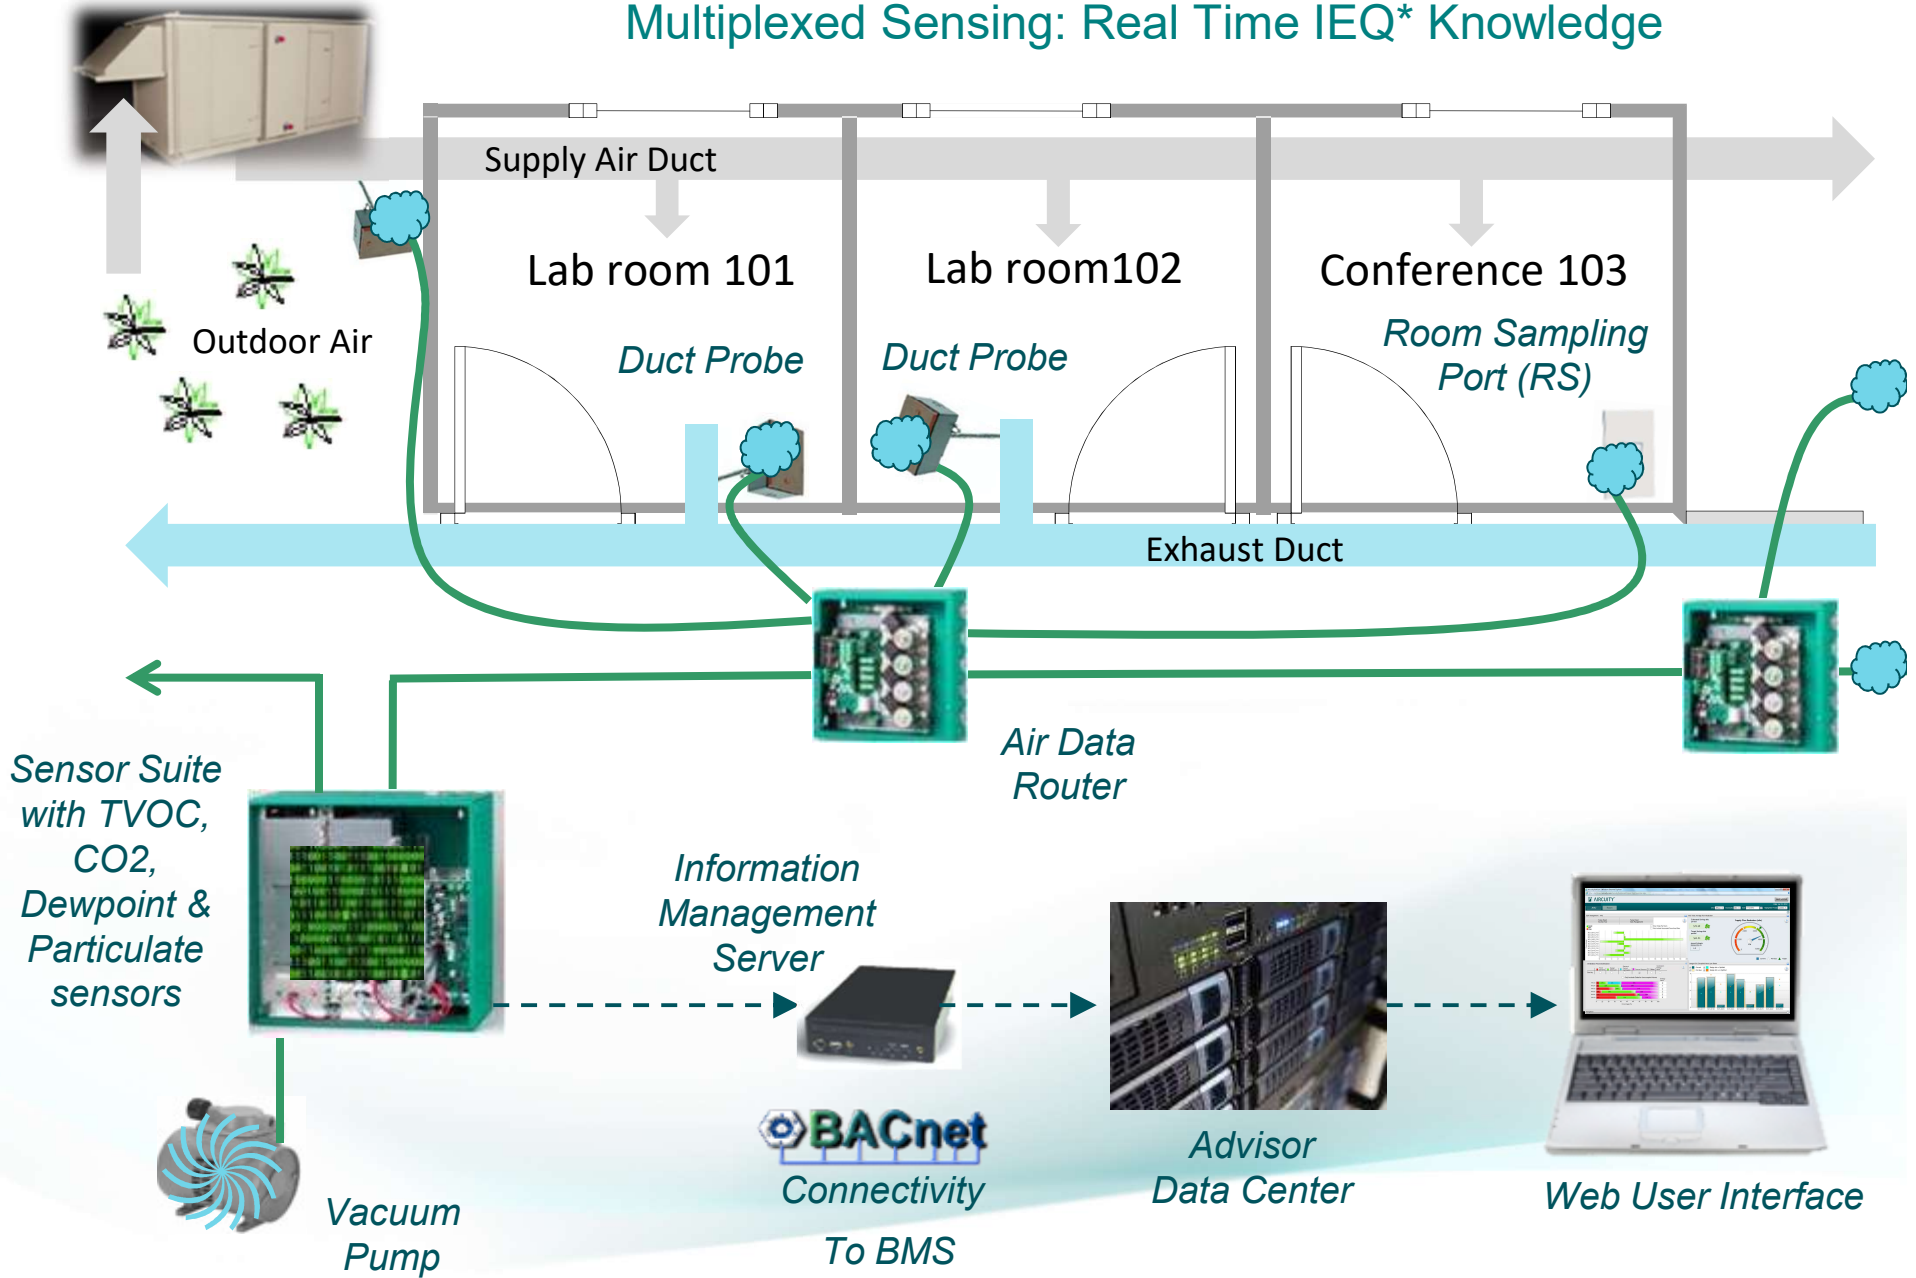 Multiplexed Sensing: Real Time IEQ* Knowledge
Supply Air Duct
Lab room 101
Lab room102
Conference 103
Outdoor Air
Duct Probe
Duct Probe
Room Sampling
Port (RS)
Exhaust Duct
Air Data
Router
Sensor Suite
with TVOC,
CO2,
Dewpoint &
Particulate
sensors
Information
Management
Server
AIRCUITY
BACnet
Connectivity
To BMS
Advisor
Data Center
Web User Interface
Vacuum
Pump